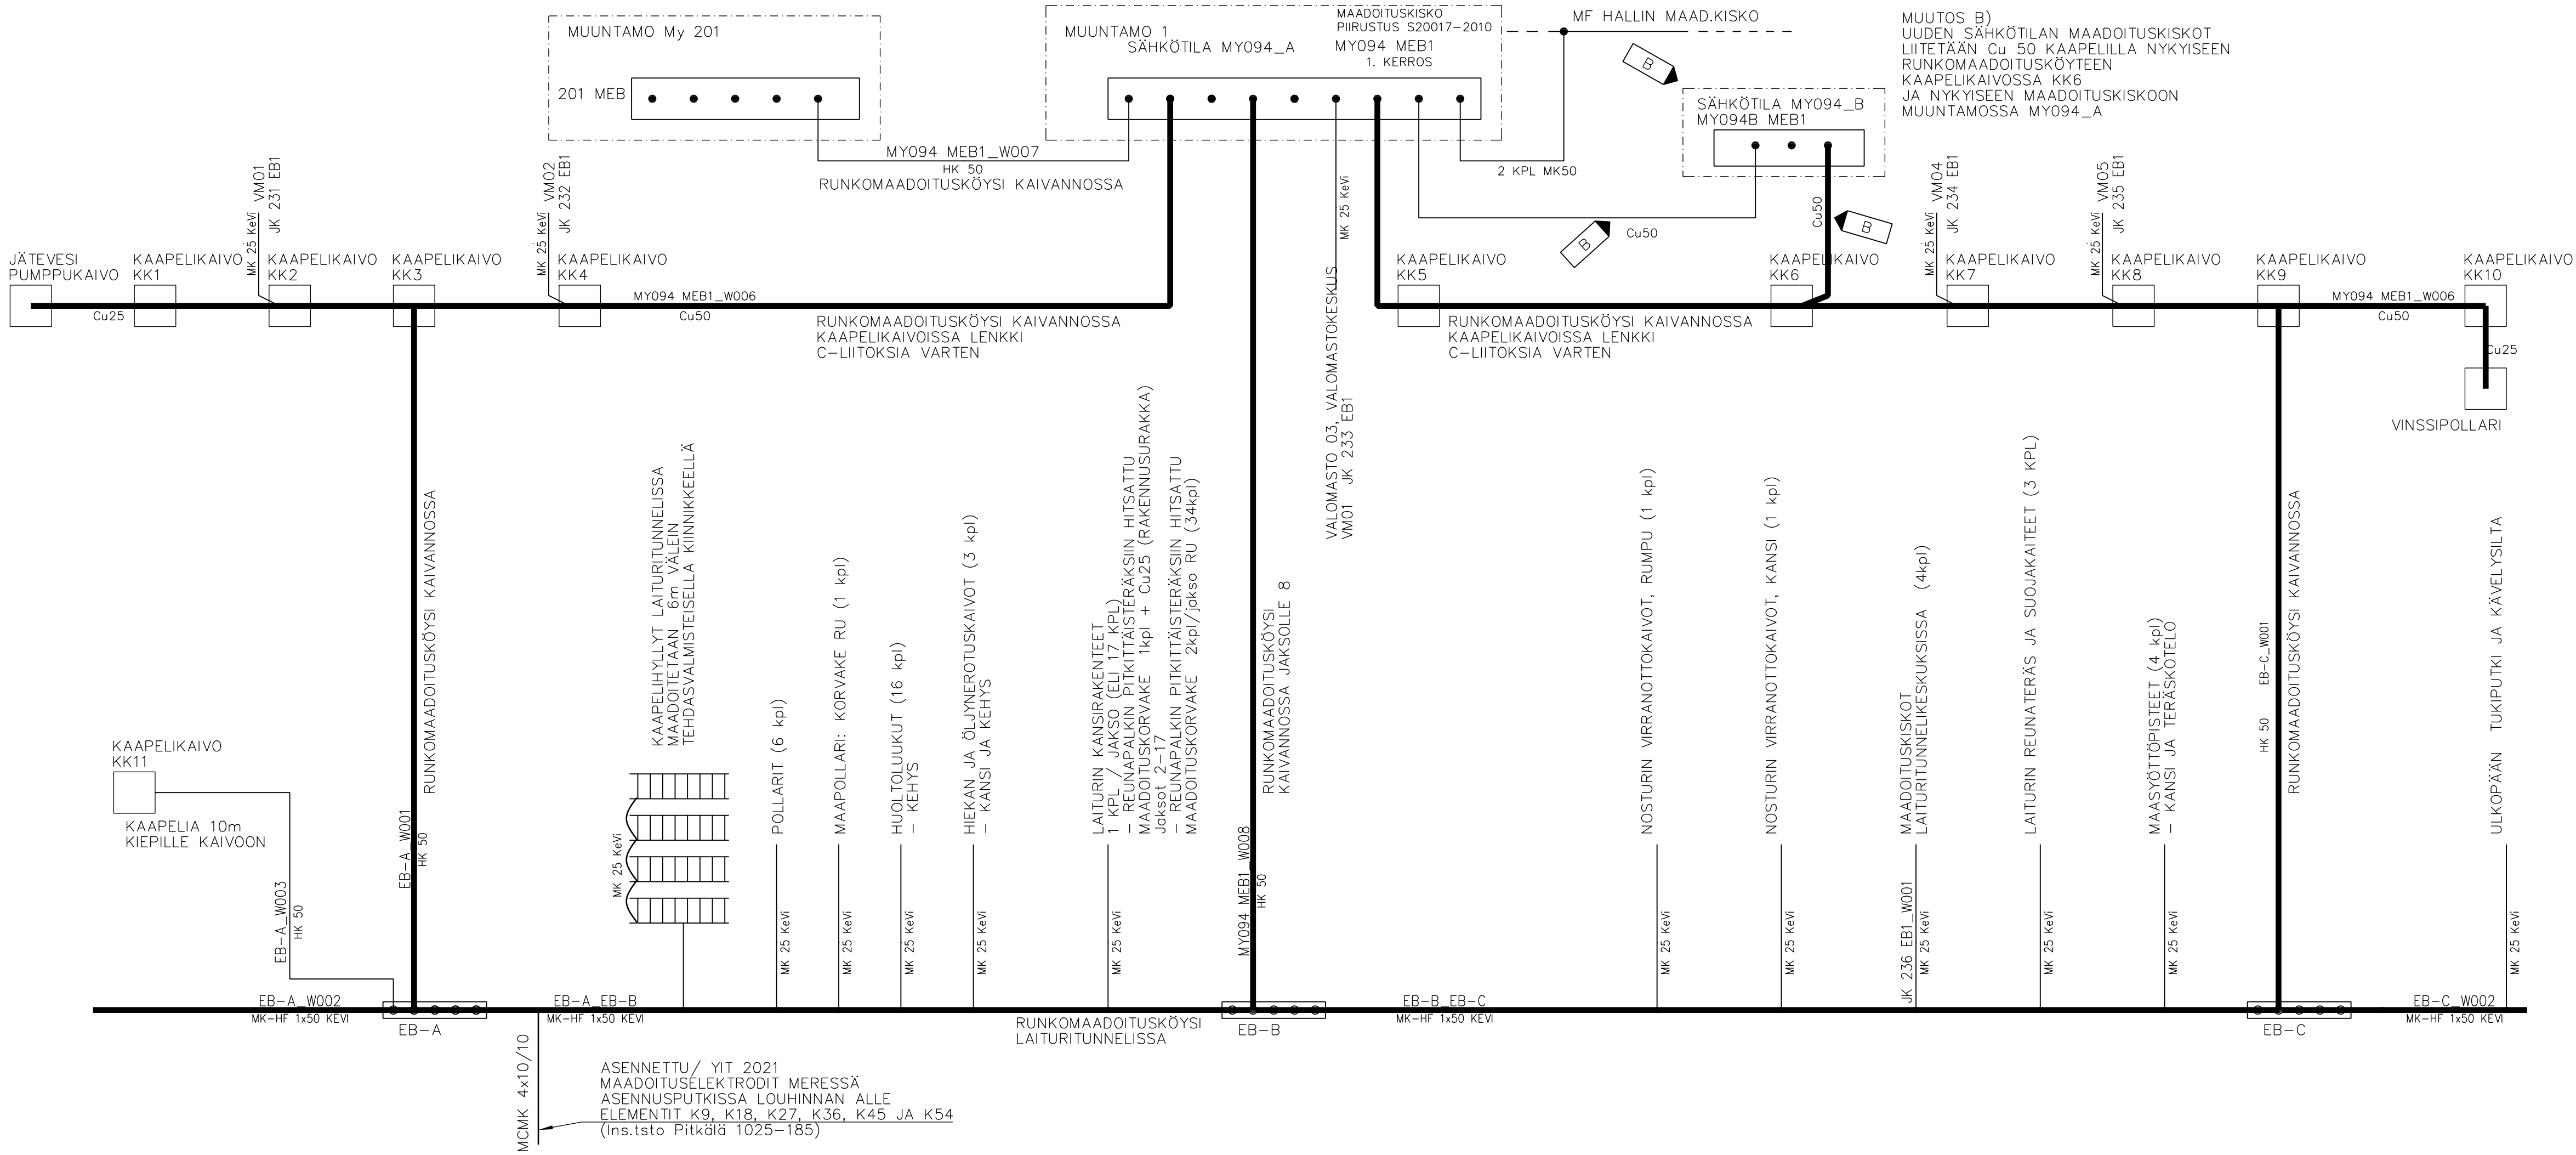 MUUNTAMO My 201
201 MEB
MUUNTAMO 1
SÄHKÖTILA MY094_A
MAADOITUSKISKO
PIIRUSTUS S20017-2010
MY094 MEB1
1. KERROS
MF HALLIN MAAD.KISKO
B
SÄHKÖTILA MY094_B
MY094B MEB1
MUUTOS B)
UUDEN SÄHKÖTILAN MAADOITUSKISKOT
LIITETÄÄN Cu 50 KAAPELILLA NYKYISEEN
RUNKOMAADOITUSKÖYTEEN
KAAPELIKAIVOSSA KK6
JA NYKYISEEN MAADOITUSKISKOON
MUUNTAMOSSA MY094_A
MY094 MEB1_W007
HK 50
RUNKOMAADOITUSKÖYSI KAIVANNOSSA
2 KPL MK50
MK 25 KeVi
Cu50
B
Cu50
B
MK 25 KeVi
VM01
JK 231 EB1
MK 25 KeVi
VM02
JK 232 EB1
MK 25 KeVi
VM04
JK 234 EB1
MK 25 KeVi
VM05
JK 235 EB1
JÄTEVESI
PUMPPUKAIVO
KAAPELIKAIVO
KK1
KAAPELIKAIVO
KK2
KAAPELIKAIVO
KK3
KAAPELIKAIVO
KK4
KAAPELIKAIVO
KK5
KAAPELIKAIVO
KK6
KAAPELIKAIVO
KK7
KAAPELIKAIVO
KK8
KAAPELIKAIVO
KK9
KAAPELIKAIVO
KK10
Cu25
MY094 MEB1_W006
Cu50
RUNKOMAADOITUSKÖYSI KAIVANNOSSA
KAAPELIKAIVOISSA LENKKI
C-LIITOKSIA VARTEN
RUNKOMAADOITUSKÖYSI KAIVANNOSSA
KAAPELIKAIVOISSA LENKKI
C-LIITOKSIA VARTEN
MY094 MEB1_W006
Cu50
Cu25
VINSSIPOLLARI
VALOMASTO 03, VALOMASTOKESKUS
VM01 JK 233 EB1
KAAPELIKAIVO
KK11
KAAPELIA 10m
KIEPILLE KAIVOON
EB-A_W003
HK 50
RUNKOMAADOITUSKÖYSI KAIVANNOSSA
EB-A_W001
HK 50
KAAPELIHYLLYT LAITURITUNNELISSA
MAADOITETAAN 6m VÄLEIN
TEHDASVALMISTEISELLA KIINNIKKEELLÄ
MK 25 KeVi
POLLARIT (6 kpl)
MK 25 KeVi
MAAPOLLARI: KORVAKE RU (1 kpl)
MK 25 KeVi
HUOLTOLUUKUT (16 kpl)
- KEHYS
MK 25 KeVi
HIEKAN JA ÖLJYNEROTUSKAIVOT (3 kpl)
- KANSI JA KEHYS
MK 25 KeVi
LAITURIN KANSIRAKENTEET
1 KPL / JAKSO (ELI 17 KPL)
- REUNAPALKIN PITKITTÄISTERÄKSIIN HITSATTU
MADOITUSKORVAKE 1kpl + Cu25 (RAKENNUSURAKKA)
Jaksot 2-17
- REUNAPALKIN PITKITTÄISTERÄKSIIN HITSATTU
MAADOITUSKORVAKE 2kpl/jakso RU (34kpl)
MK 25 KeVi
RUNKOMAADOITUSKÖYSI
KAIVANNOSSA JAKSOLLE 8
MY094 MEB1_W008
HK 50
NOSTURIN VIRRANOTTOKAIVOT, RUMPU (1 kpl)
MK 25 KeVi
NOSTURIN VIRRANOTTOKAIVOT, KANSI (1 kpl)
MK 25 KeVi
MAADOITUSKISKOT
LAITURITUNNELIKESKUKSISSA (4kpl)
JK 236 EB1_W001
MK 25 KeVi
LAITURIN REUNATERÄS JA SUOJAKAITEET (3 KPL)
MK 25 KeVi
MAASYÖTTÖPISTEET (4 kpl)
- KANSI JA TERÄSKOTELO
MK 25 KeVi
HK 50
EB-C_W001
RUNKOMAADOITUSKÖYSI KAIVANNOSSA
ULKOPÄÄN TUKIPUTKI JA KÄVELYSILTA
MK 25 KeVi
EB-A_W002
MK-HF 1x50 KEVI
EB-A
EB-A_EB-B
MK-HF 1x50 KEVI
RUNKOMAADOITUSKÖYSI
LAITURITUNNELISSA
EB-B
EB-B_EB-C
MK-HF 1x50 KEVI
EB-C
EB-C_W002
MK-HF 1x50 KEVI
MCMK 4x10/10
ASENNETTU/ YIT 2021
MAADOITUSELEKTRODIT MERESSÄ
ASENNUSPUTKISSA LOUHINNAN ALLE
ELEMENTIT K9, K18, K27, K36, K45 JA K54
(Ins.tsto Pitkälä 1025-185)